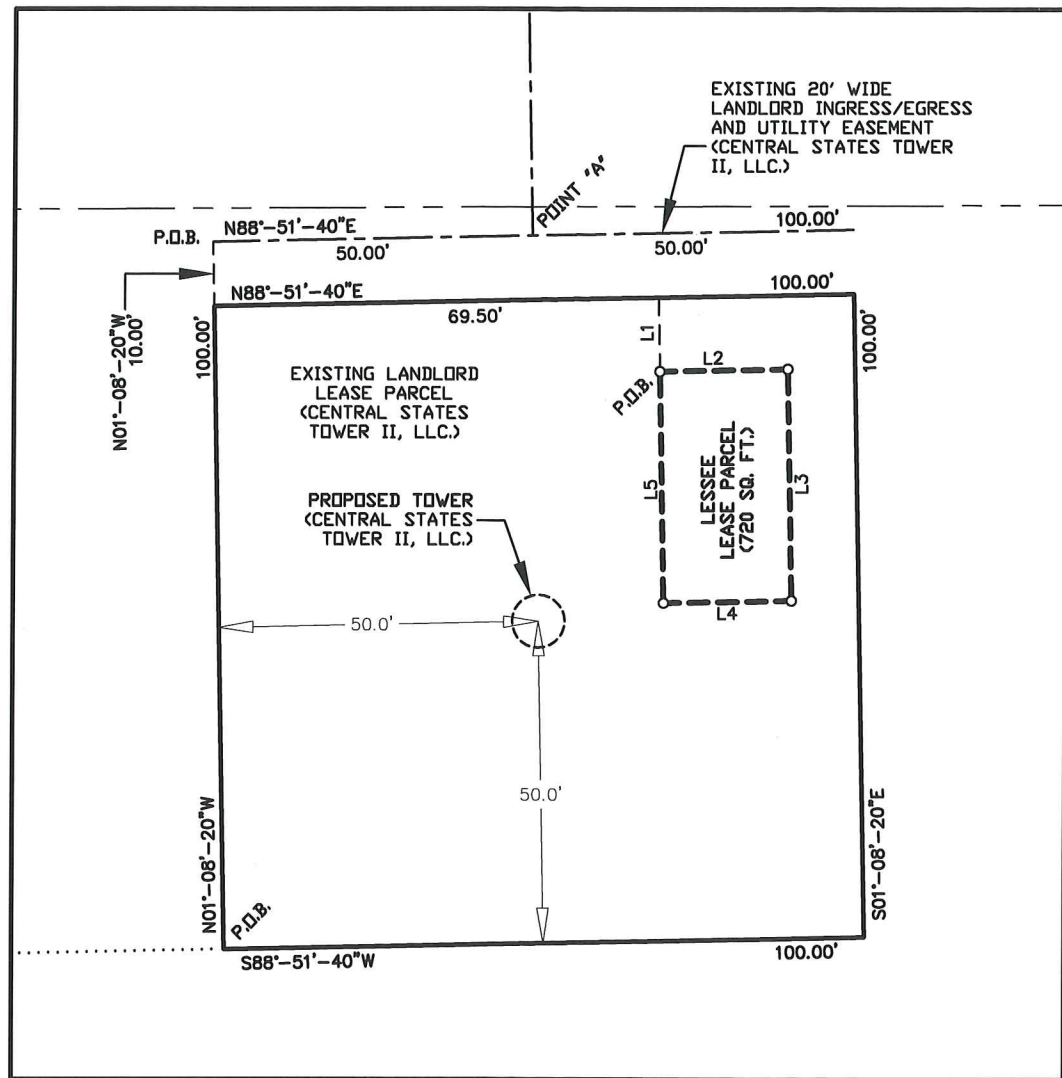 EXISTING 20' WIDE
LANDLORD INGRESS/EGRESS
AND UTILITY EASEMENT
(CENTRAL STATES TOWER
II, LLC.)
POINT "A"
P.O.B.
N88°-51'-40"E
100.00'
50.00'
50.00'
N01°-08'-20"W
10.00'
N88°-51'-40"E
100.00'
69.50'
100.00'
100.00'
L1
L2
P.O.B.
EXISTING LANDLORD
LEASE PARCEL
(CENTRAL STATES
TOWER II, LLC.)
L5
LESSEE
LEASE PARCEL
(720 SQ. FT.)
L3
PROPOSED TOWER
(CENTRAL STATES
TOWER II, LLC.)
L4
50.0'
50.0'
N01°-08'-20"W
S01°-08'-20"E
P.O.B.
S88°-51'-40"W
100.00'